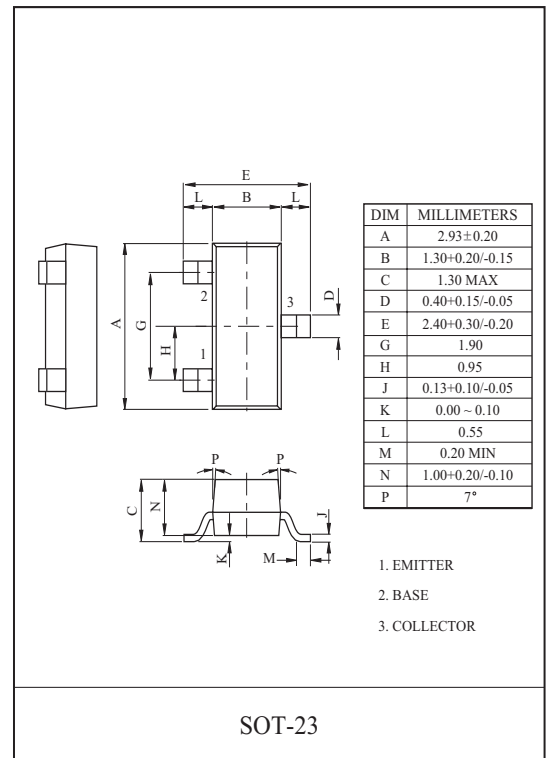 E
L B L
A
G
H
2
1
3
D
P P
C
N
K
M
J
DIM MILLIMETERS
A 2.93±0.20
B 1.30+0.20/-0.15
C 1.30 MAX
D 0.40+0.15/-0.05
E 2.40+0.30/-0.20
G 1.90
H 0.95
J 0.13+0.10/-0.05
K 0.00 ~ 0.10
L 0.55
M 0.20 MIN
N 1.00+0.20/-0.10
P 7°
1. EMITTER
2. BASE
3. COLLECTOR
SOT-23